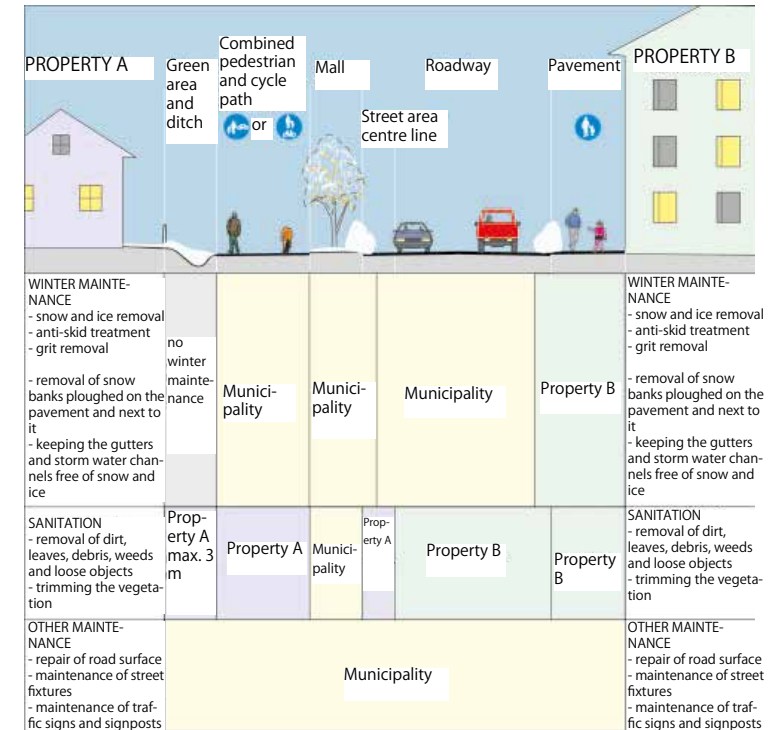 PROPERTY A
Green
area
and
ditch
Combined
pedestrian
and cycle
path
or
Mall
Street area
centre line
Roadway
Pavement
PROPERTY B
WINTER MAINTE-
NANCE
- snow and ice removal
- anti-skid treatment
- grit removal
- removal of snow
banks ploughed on the
pavement and next to
it
- keeping the gutters
and storm water chan-
nels free of snow and
ice
no
winter
mainte-
nance
Munici-
pality
Munici-
pality
Municipality
Property B
WINTER MAINTE-
NANCE
- snow and ice removal
- anti-skid treatment
- grit removal
- removal of snow
banks ploughed on the
pavement and next to
it
- keeping the gutters
and storm water chan-
nels free of snow and
ice
SANITATION
- removal of dirt,
leaves, debris, weeds
and loose objects
- trimming the vegeta-
tion
Prop-
erty A
max. 3
m
Property A
Munici-
pality
Prop-
erty A
Property B
Property
B
SANITATION
- removal of dirt,
leaves, debris, weeds
and loose objects
- trimming the vegeta-
tion
OTHER MAINTE-
NANCE
- repair of road surface
- maintenance of street
fixtures
- maintenance of traf-
fic signs and signposts
Municipality
OTHER MAINTE-
NANCE
- repair of road surface
- maintenance of street
fixtures
- maintenance of traf-
fic signs and signposts